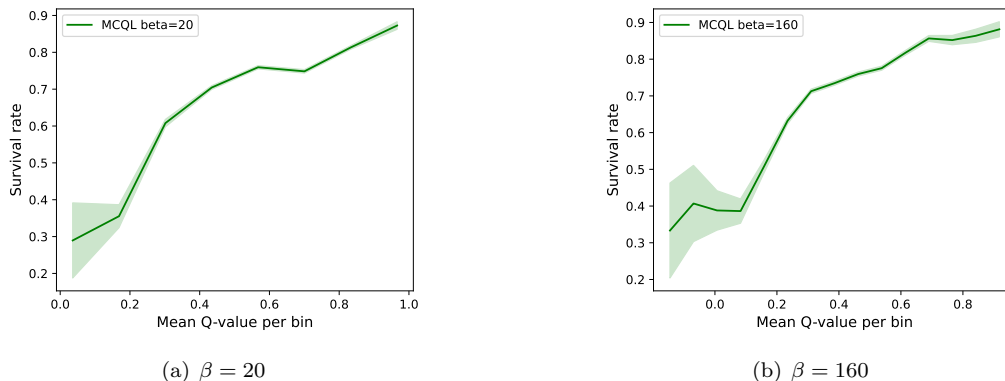 MCQL beta=20
0.9
0.8
0.7
0.6
0.5
0.4
0.3
0.2
Survival rate
0.0 0.2 0.4 0.6 0.8 1.0
Mean Q-value per bin
(a) β = 20
MCQL beta=160
0.9
0.8
0.7
0.6
0.5
0.4
0.3
0.2
Survival rate
0.0 0.2 0.4 0.6 0.8
Mean Q-value per bin
(b) β = 160